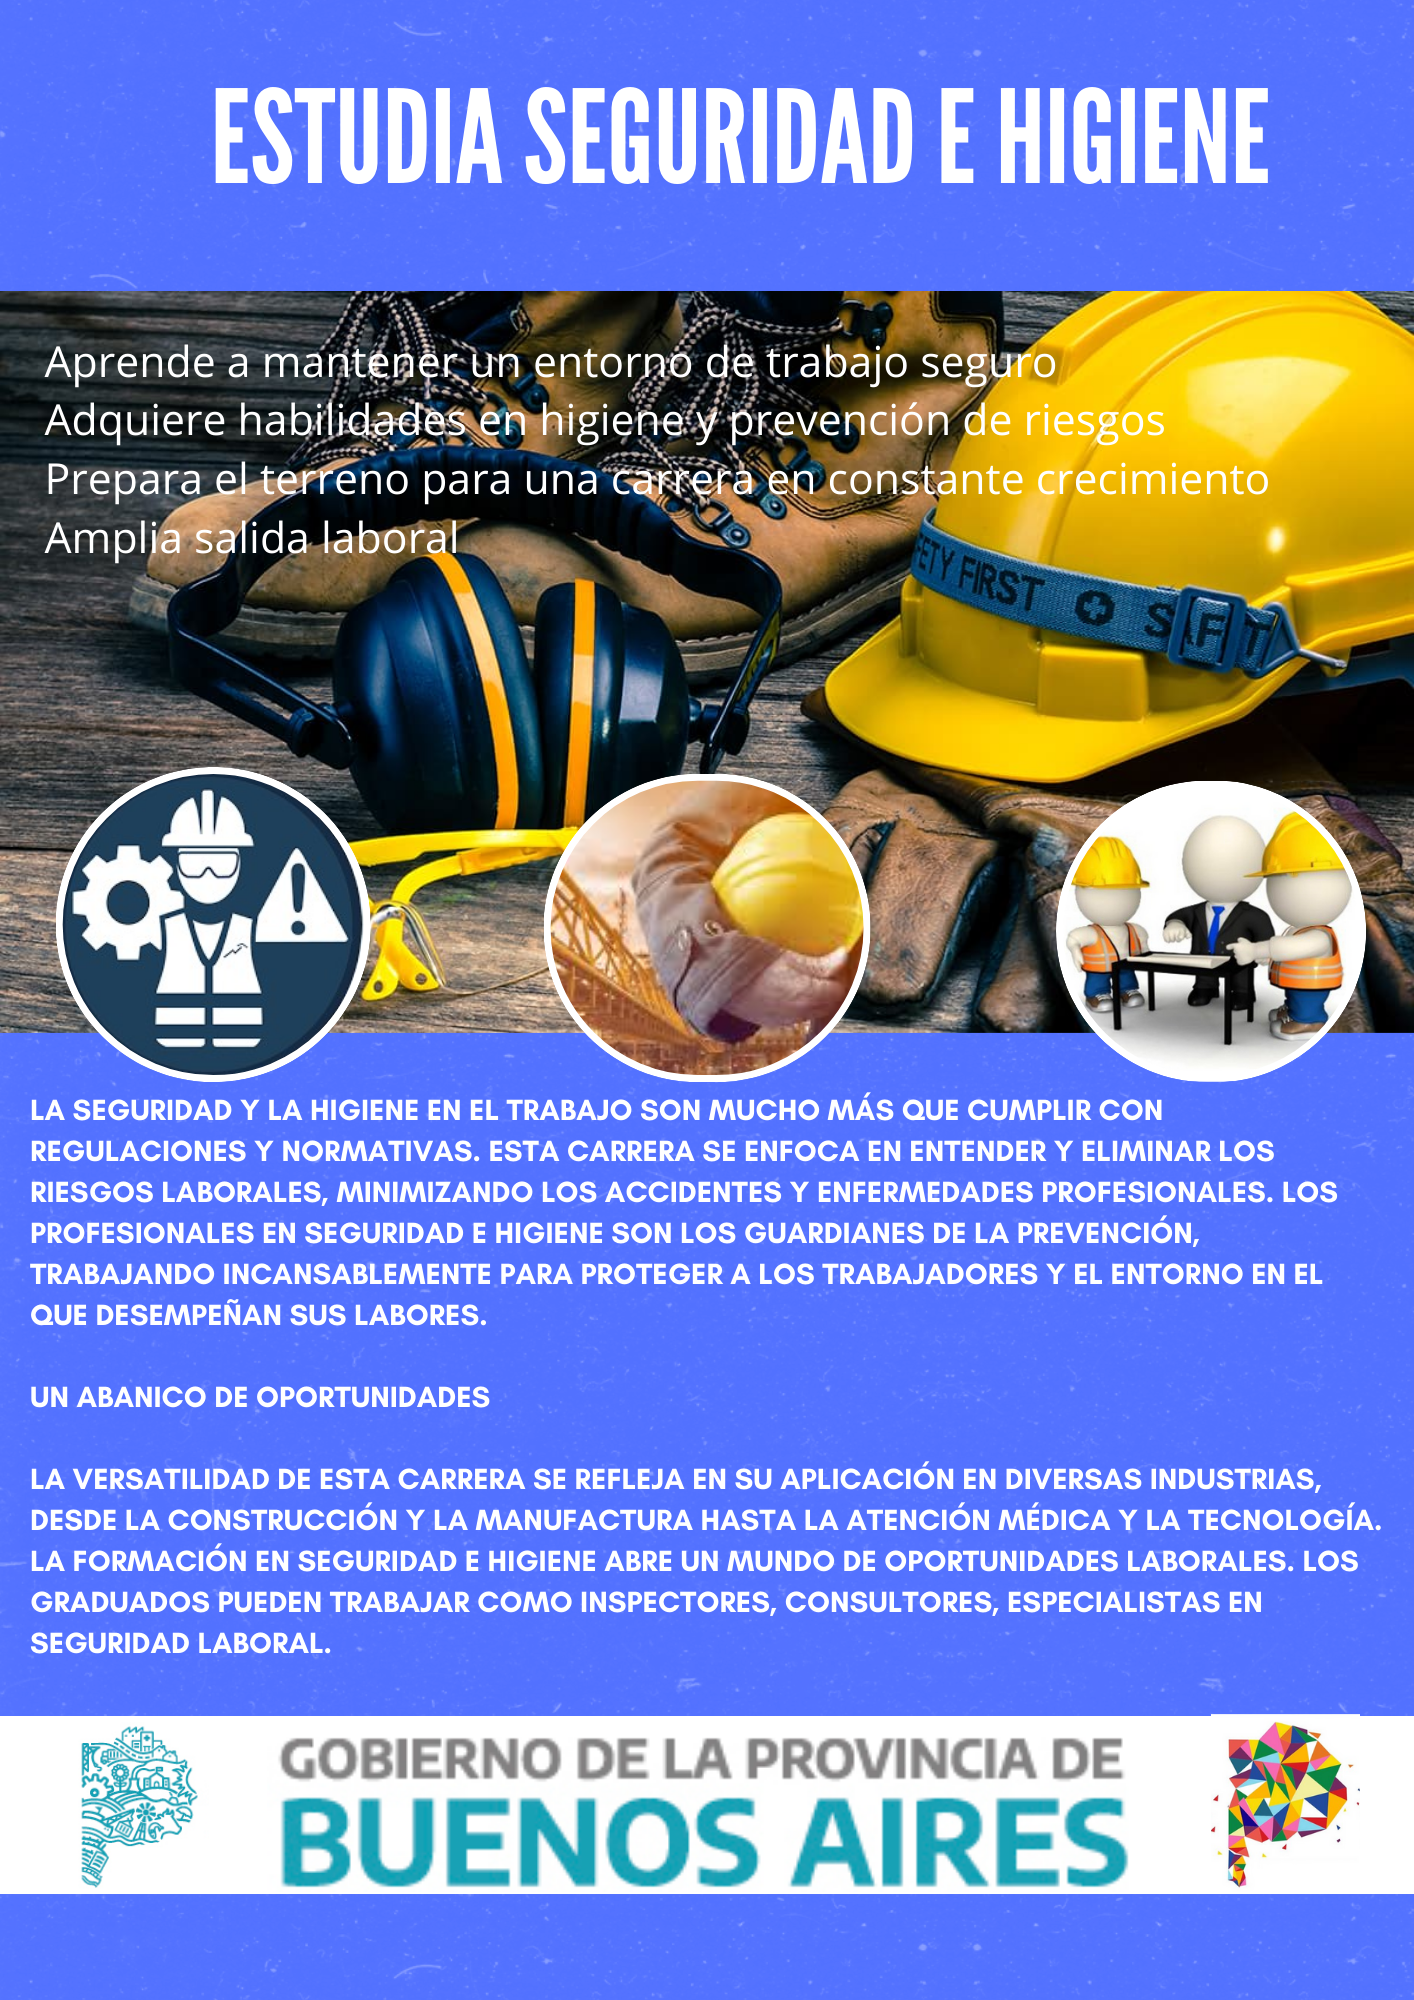 ESTUDIA SEGURIDAD E HIGIENE
Aprende a mantener un entorno de trabajo seguro
Adquiere habilidades en higiene y prevención de riesgos
Prepara el terreno para una carrera en constante crecimiento
Amplia salida laboral
FETY FIRST SAFT
LA SEGURIDAD Y LA HIGIENE EN EL TRABAJO SON MUCHO MÁS QUE CUMPLIR CON
REGULACIONES Y NORMATIVAS. ESTA CARRERA SE ENFOCA EN ENTENDER Y ELIMINAR LOS
RIESGOS LABORALES, MINIMIZANDO LOS ACCIDENTES Y ENFERMEDADES PROFESIONALES. LOS
PROFESIONALES EN SEGURIDAD E HIGIENE SON LOS GUARDIANES DE LA PREVENCIÓN,
TRABAJANDO INCANSABLEMENTE PARA PROTEGER A LOS TRABAJADORES Y EL ENTORNO EN EL
QUE DESEMPEÑAN SUS LABORES.
UN ABANICO DE OPORTUNIDADES
LA VERSATILIDAD DE ESTA CARRERA SE REFLEJA EN SU APLICACIÓN EN DIVERSAS INDUSTRIAS,
DESDE LA CONSTRUCCIÓN Y LA MANUFACTURA HASTA LA ATENCIÓN MÉDICA Y LA TECNOLOGÍA.
LA FORMACIÓN EN SEGURIDAD E HIGIENE ABRE UN MUNDO DE OPORTUNIDADES LABORALES. LOS
GRADUADOS PUEDEN TRABAJAR COMO INSPECTORES, CONSULTORES, ESPECIALISTAS EN
SEGURIDAD LABORAL.
GOBIERNO DE LA PROVINCIA DE
BUENOS AIRES